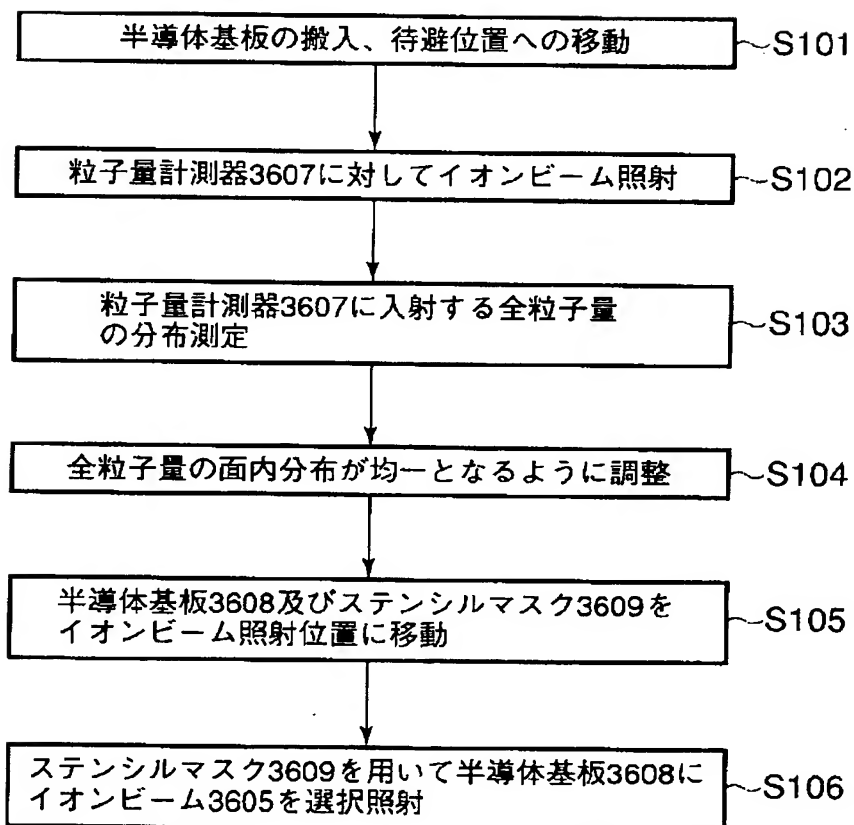 半導体基板の搬入、待避位置への移動 ~S101
粒子量計測器3607に対してイオンビーム照射 ~S102
粒子量計測器3607に入射する全粒子量
の分布測定 ~S103
全粒子量の面内分布が均一となるように調整 ~S104
半導体基板3608及びステンシルマスク3609を
イオンビーム照射位置に移動 ~S105
ステンシルマスク3609を用いて半導体基板3608に
イオンビーム3605を選択照射 ~S106